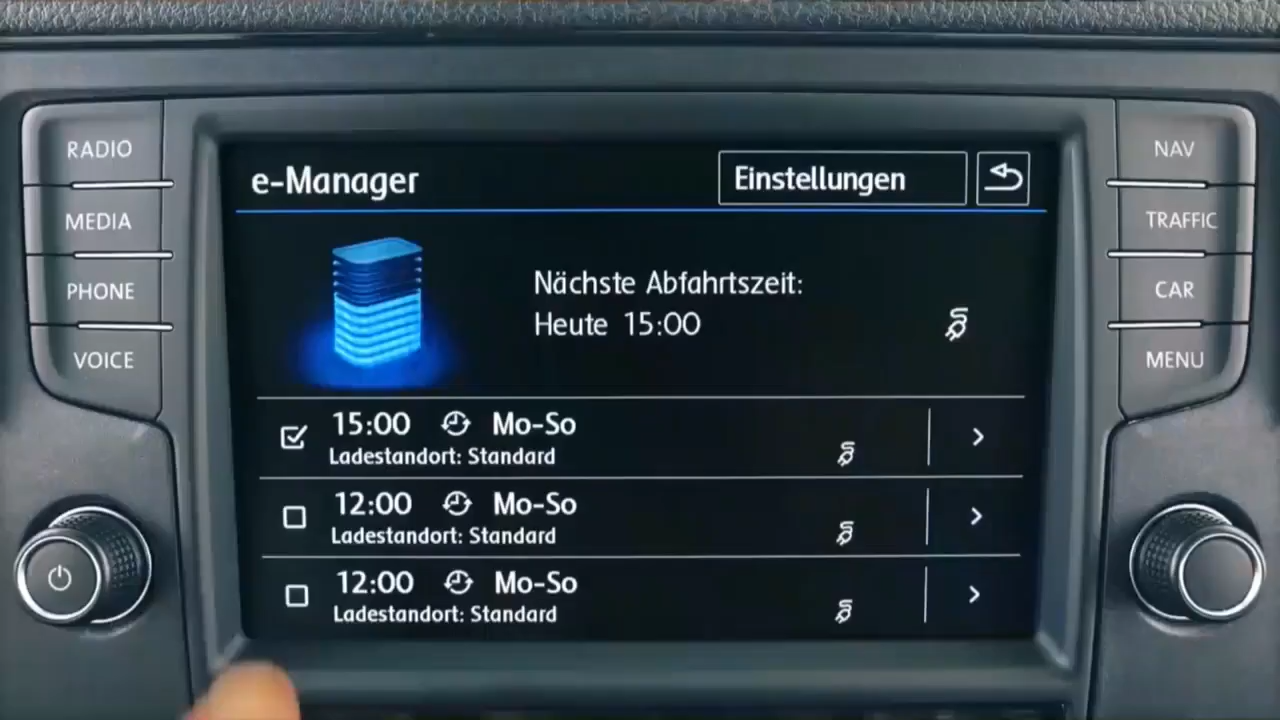 RADIO
MEDIA
PHONE
VOICE
e-Manager
Einstellungen
Nächste Abfahrtszeit:
Heute 15:00
15:00 Mo-So
Ladestandort: Standard
12:00 Mo-So
Ladestandort: Standard
12:00 Mo-So
Ladestandort: Standard
NAV
TRAFFIC
CAR
MENU